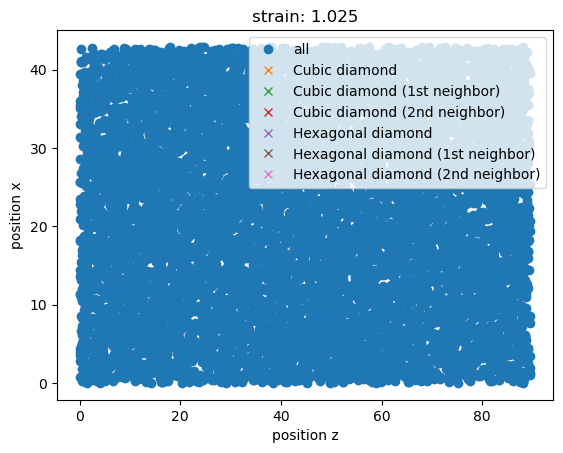 strain: 1.025
all
Cubic diamond
Cubic diamond (1st neighbor)
Cubic diamond (2nd neighbor)
Hexagonal diamond
Hexagonal diamond (1st neighbor)
Hexagonal diamond (2nd neighbor)
position x
40
30
20
10
0
0
20
40
60
80
position z